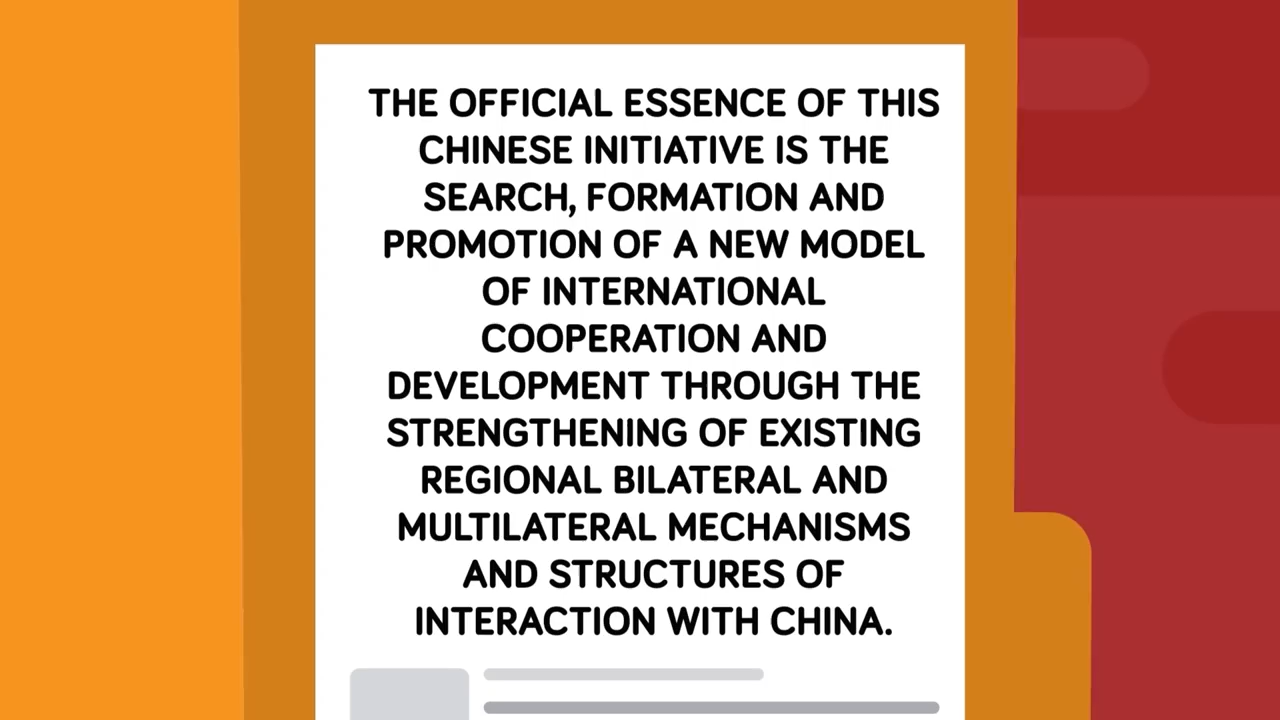 THE OFFICIAL ESSENCE OF THIS
CHINESE INITIATIVE IS THE
SEARCH, FORMATION AND
PROMOTION OF A NEW MODEL
OF INTERNATIONAL
COOPERATION AND
DEVELOPMENT THROUGH THE
STRENGTHENING OF EXISTING
REGIONAL BILATERAL AND
MULTILATERAL MECHANISMS
AND STRUCTURES OF
INTERACTION WITH CHINA.